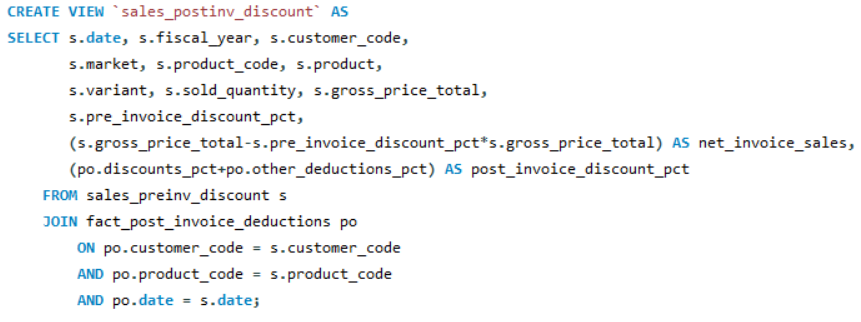 CREATE VIEW `sales_postinv_discount` AS
SELECT s.date, s.fiscal_year, s.customer_code,
s.market, s.product_code, s.product,
s.variant, s.sold_quantity, s.gross_price_total,
s.pre_invoice_discount_pct,
(s.gross_price_total-s.pre_invoice_discount_pct*s.gross_price_total) AS net_invoice_sales,
(po.discounts_pct+po.other_deductions_pct) AS post_invoice_discount_pct
FROM sales_preinv_discount s
JOIN fact_post_invoice_deductions po
ON po.customer_code = s.customer_code
AND po.product_code = s.product_code
AND po.date = s.date;